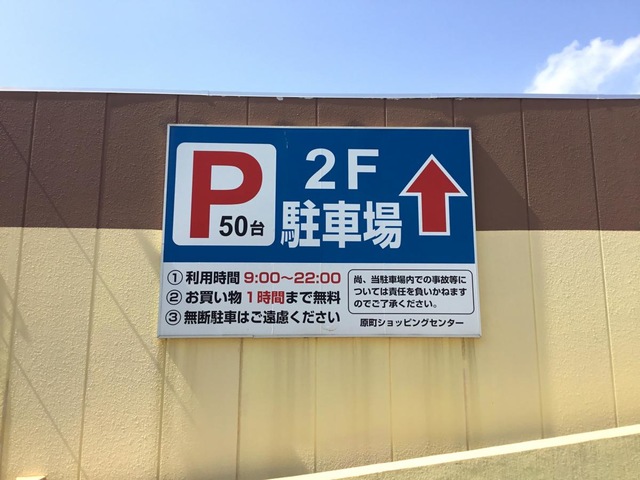 P
50台
2F
駐車場
① 利用時間 9:00〜22:00
② お買い物 1時間まで無料
③ 無断駐車はご遠慮ください
尚、当駐車場内での事故等に
ついては責任を負いかねます
のでご了承ください。
原町ショッピングセンター